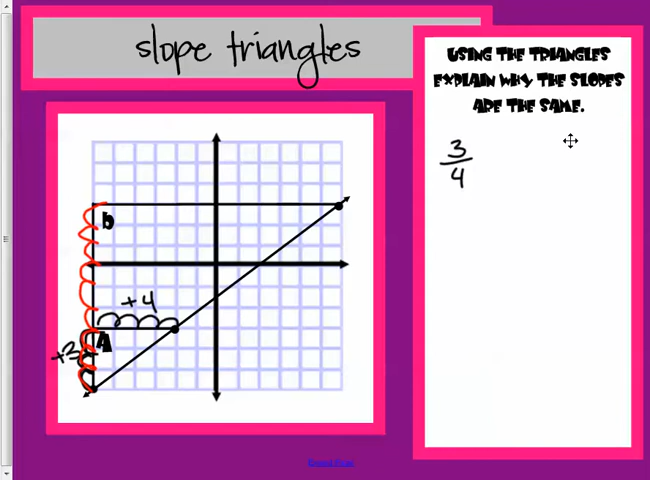 slope triangles
USING THE TRIANGLES
EXPLAIN WHY THE SLOPES
ARE THE SAME.
3
4
b
+4
A
+3